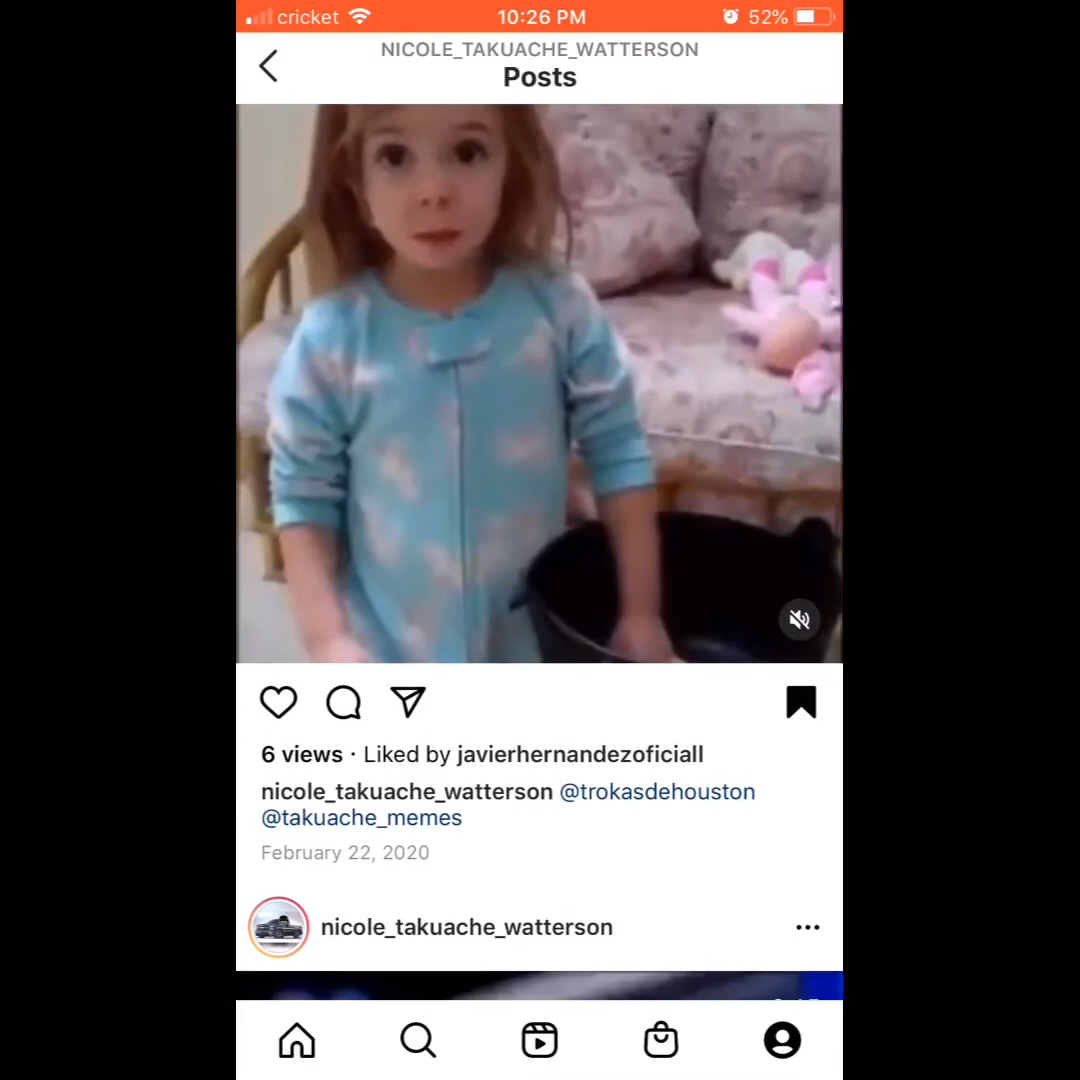 cricket 10:26 PM 52%
NICOLE_TAKUACHE_WATTERSON
Posts
6 views · Liked by javierhernandezoficiall
nicole_takuache_watterson @trokasdehouston
@takuache_memes
February 22, 2020
nicole_takuache_watterson